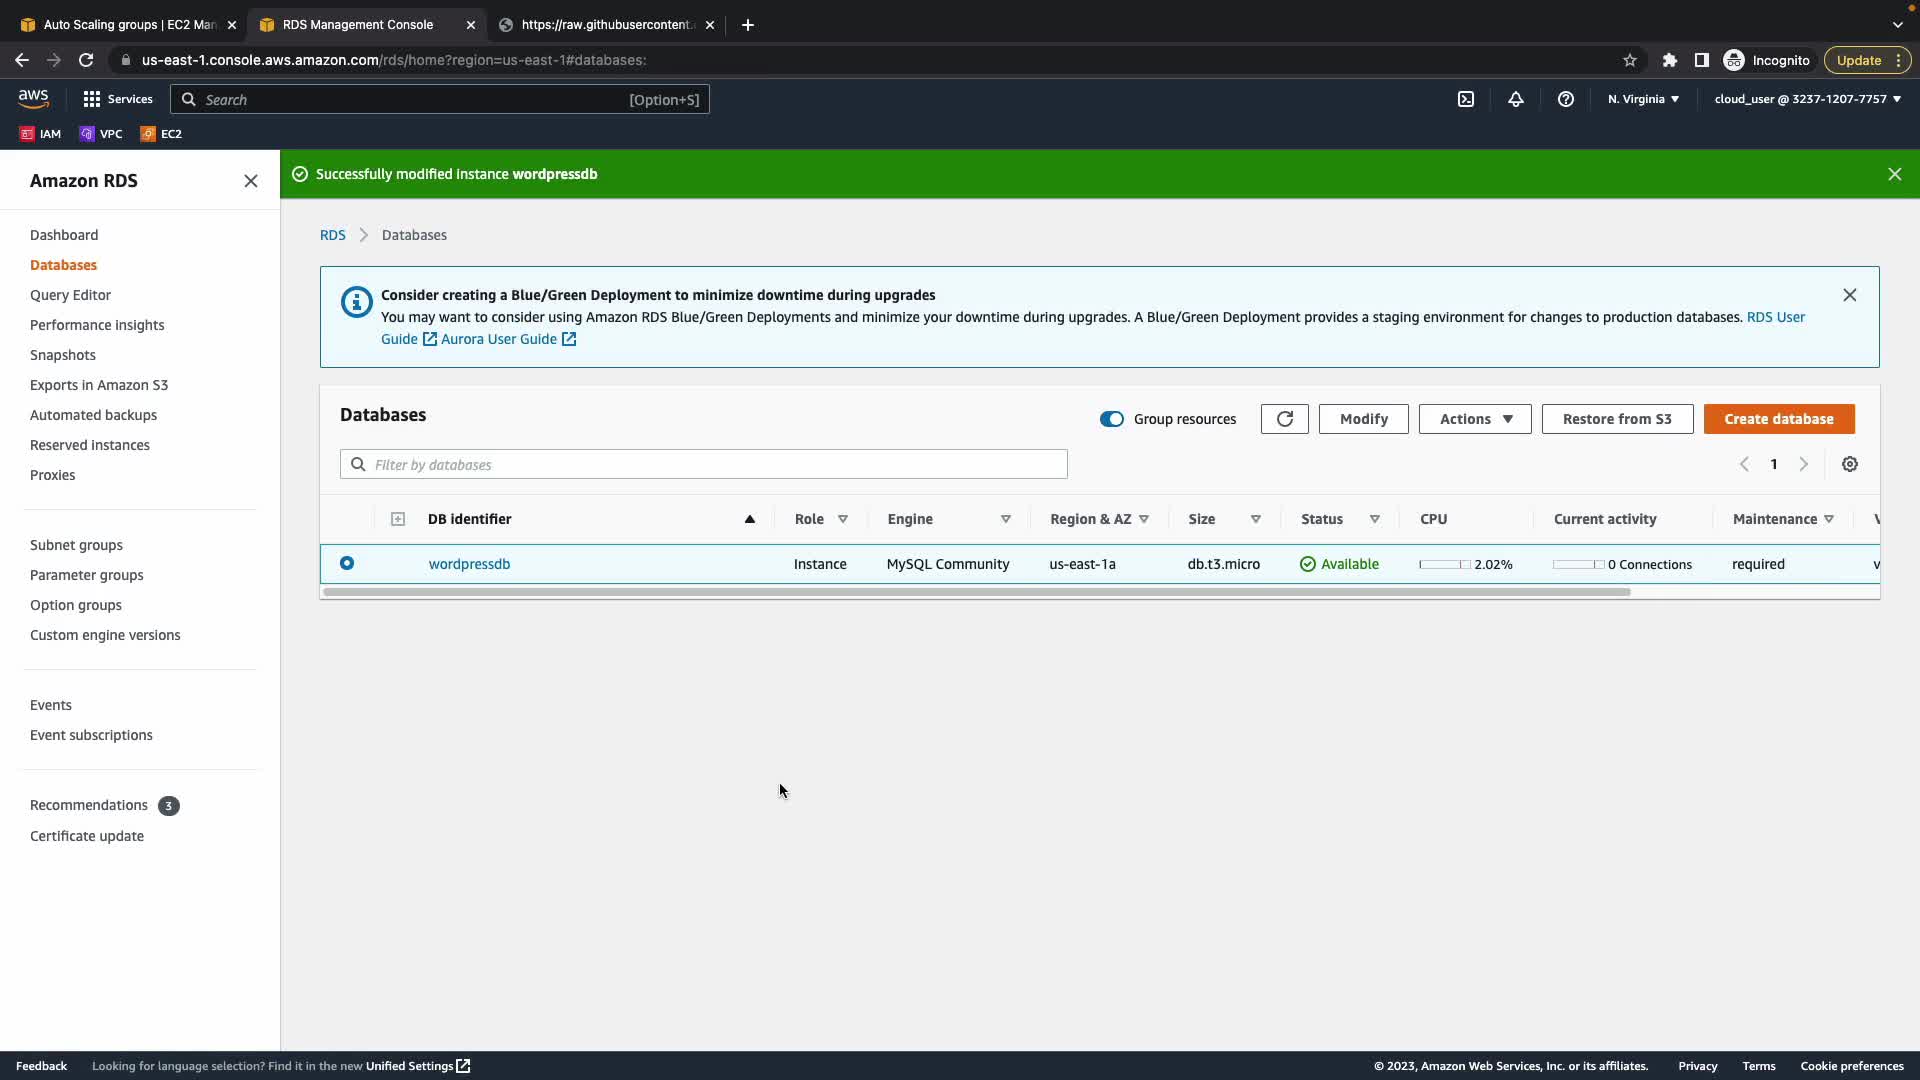 Auto Scaling groups | EC2 Man
RDS Management Console
https://raw.githubusercontent.
us-east-1.console.aws.amazon.com/rds/home?region=us-east-1#databases:
Incognito
Update
aws
Services
Search
[Option+S]
N. Virginia
cloud_user @ 3237-1207-7757
IAM
VPC
EC2
Amazon RDS
Dashboard
Databases
Query Editor
Performance insights
Snapshots
Exports in Amazon S3
Automated backups
Reserved instances
Proxies
Subnet groups
Parameter groups
Option groups
Custom engine versions
Events
Event subscriptions
Recommendations 3
Certificate update
Successfully modified instance wordpressdb
RDS > Databases
Consider creating a Blue/Green Deployment to minimize downtime during upgrades
You may want to consider using Amazon RDS Blue/Green Deployments and minimize your downtime during upgrades. A Blue/Green Deployment provides a staging environment for changes to production databases. RDS User
Guide Aurora User Guide
Databases
Group resources
Modify
Actions
Restore from S3
Create database
Filter by databases
1
DB identifier Role Engine Region & AZ Size Status CPU Current activity Maintenance V
wordpressdb Instance MySQL Community us-east-1a db.t3.micro Available 2.02% 0 Connections required v
Feedback
Looking for language selection? Find it in the new Unified Settings
© 2023, Amazon Web Services, Inc. or its affiliates.
Privacy
Terms
Cookie preferences